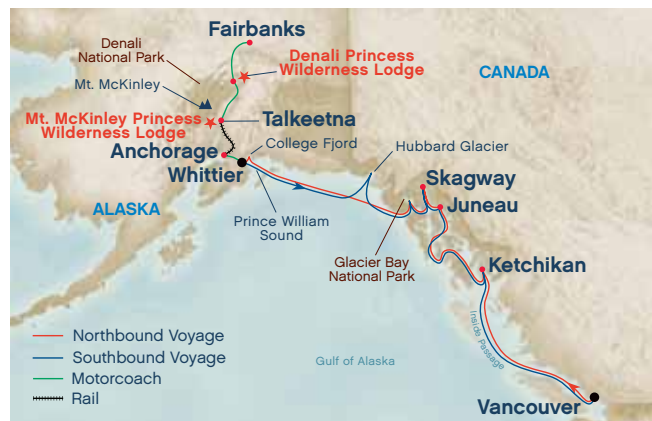 Fairbanks
Denali
National Park
Denali Princess
Wilderness Lodge
CANADA
Mt. McKinley
Mt. McKinley Princess
Wilderness Lodge
Talkeetna
College Fjord
Hubbard Glacier
Anchorage
Whittier
Skagway
Juneau
ALASKA
Prince William
Sound
Glacier Bay
National Park
Ketchikan
Inside Passage
Northbound Voyage
Southbound Voyage
Motorcoach
Rail
Gulf of Alaska
Vancouver